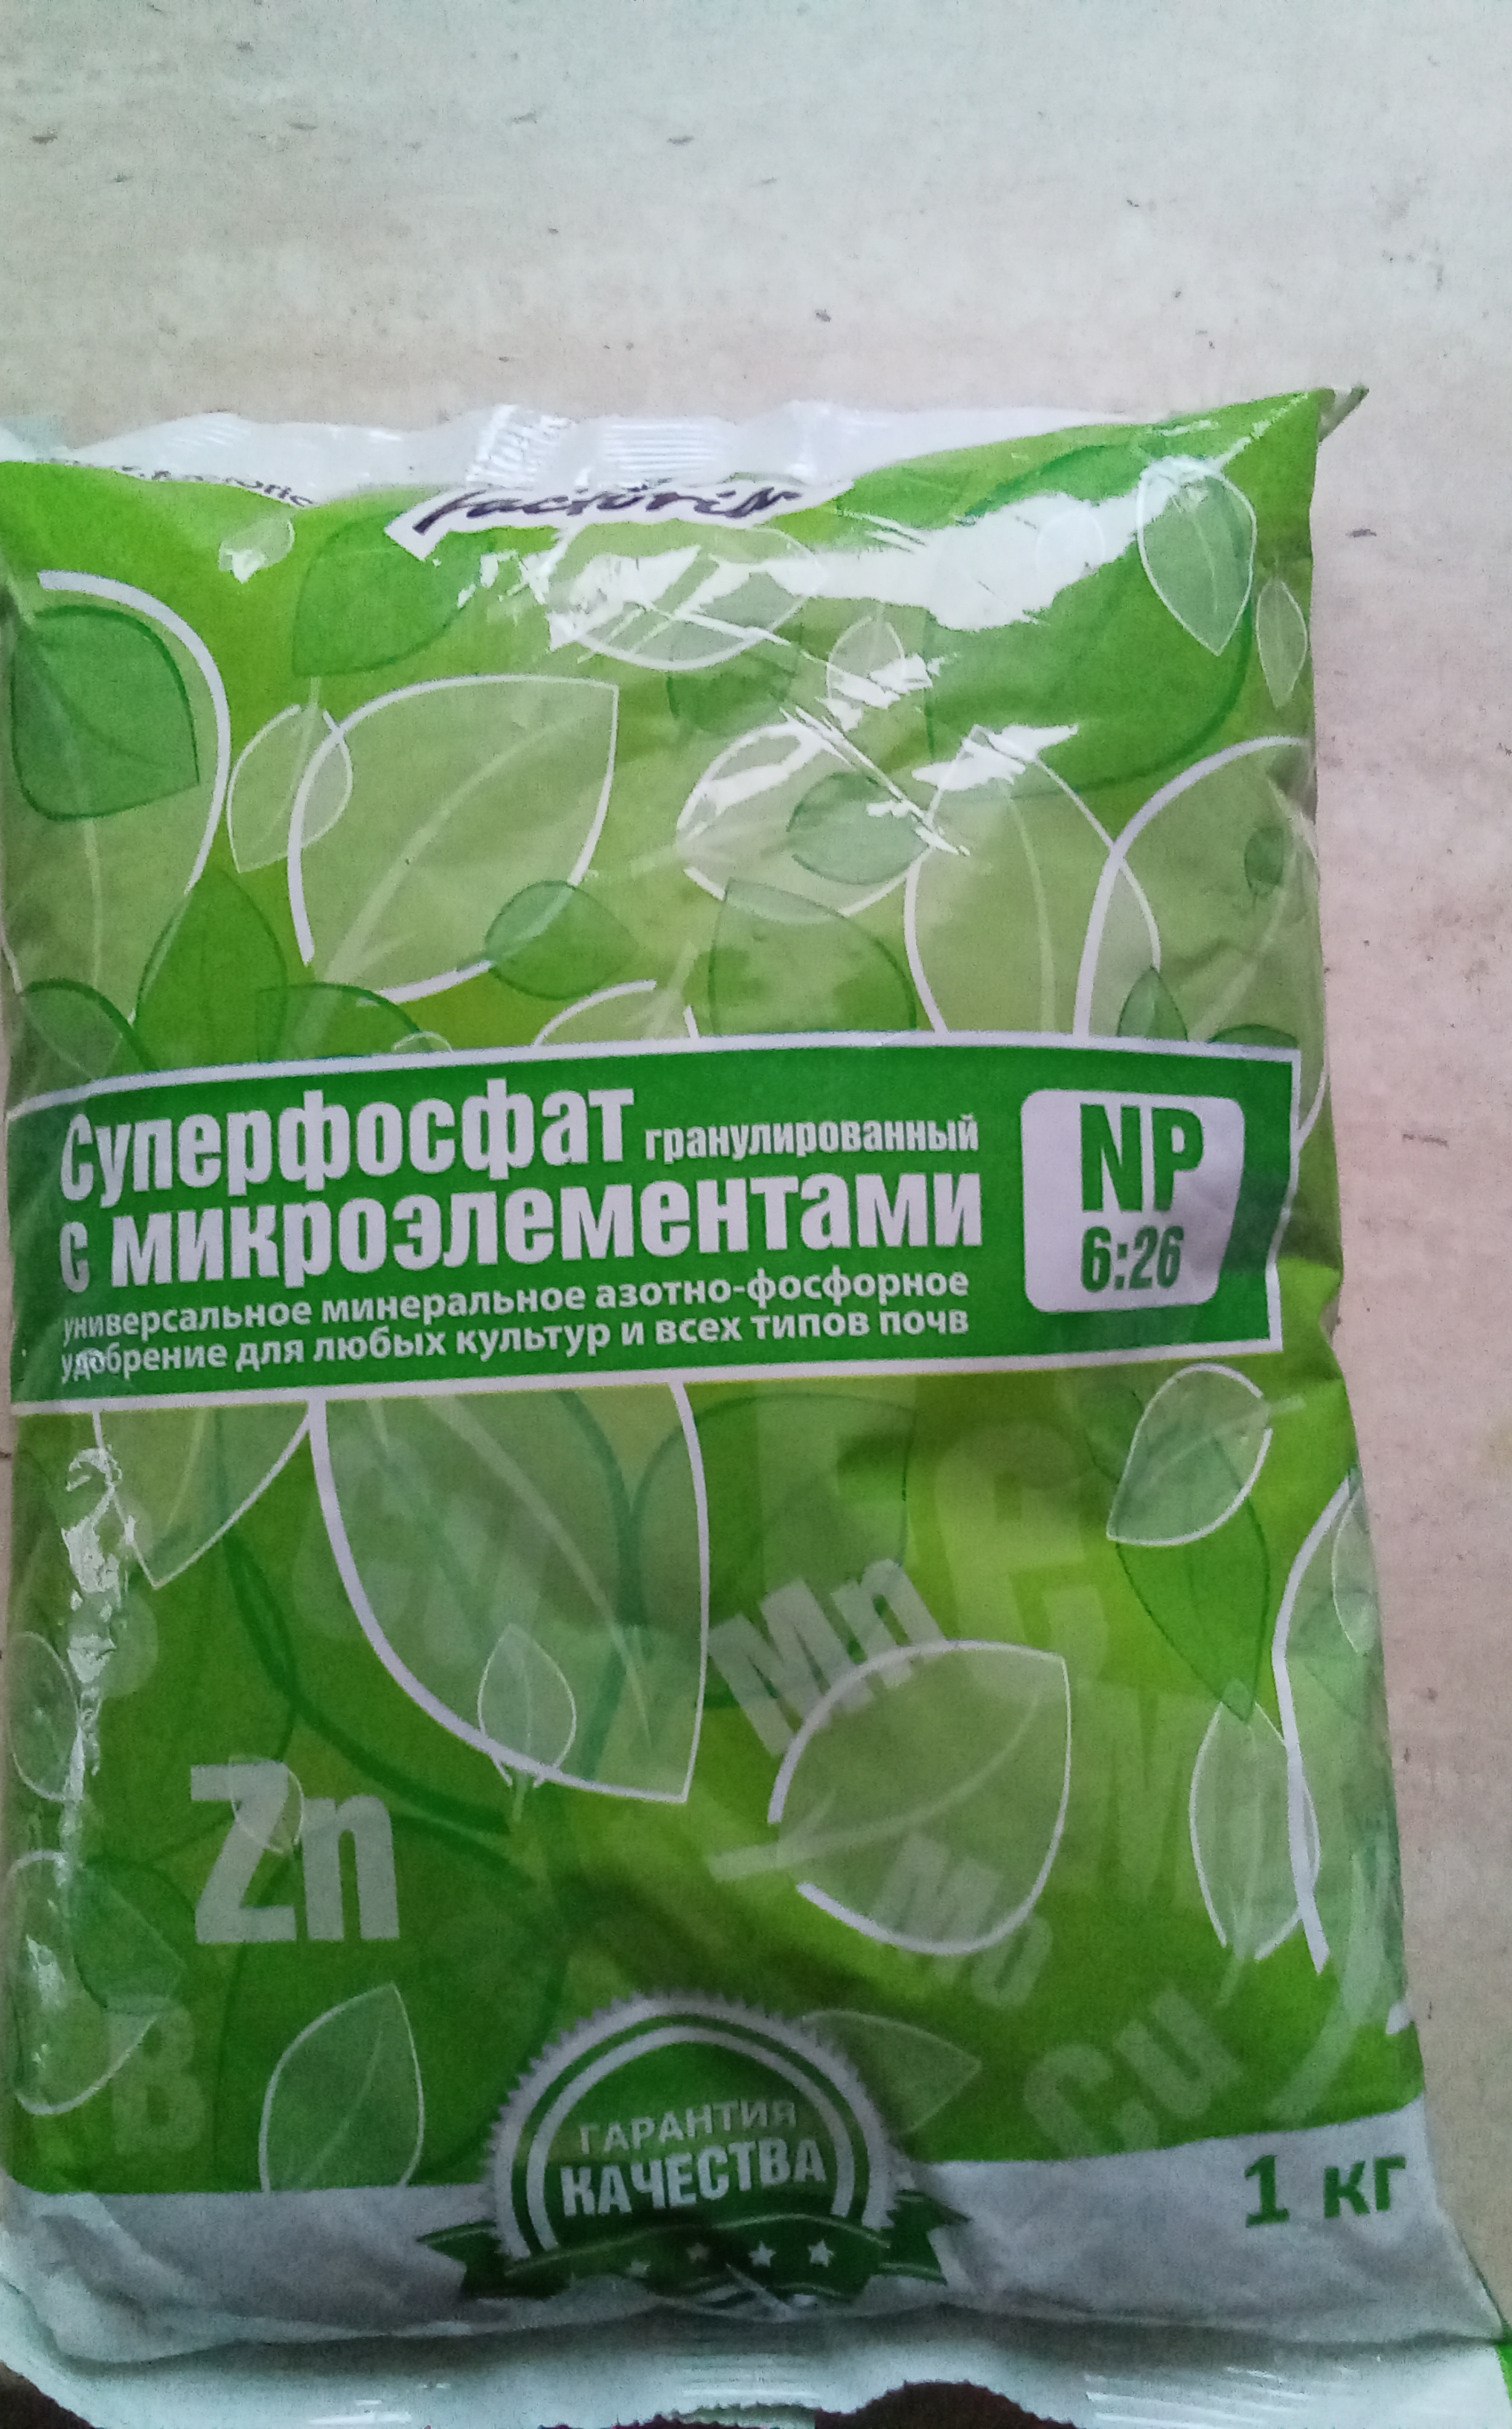 Factorial
Суперфосфат гранулированный
с микроэлементами
универсальное минеральное азотно-фосфорное
удобрение для любых культур и всех типов почв
NP
6:26
Mn
Zn
Mo
B
Cu
ГАРАНТИЯ
КАЧЕСТВА
1 кг